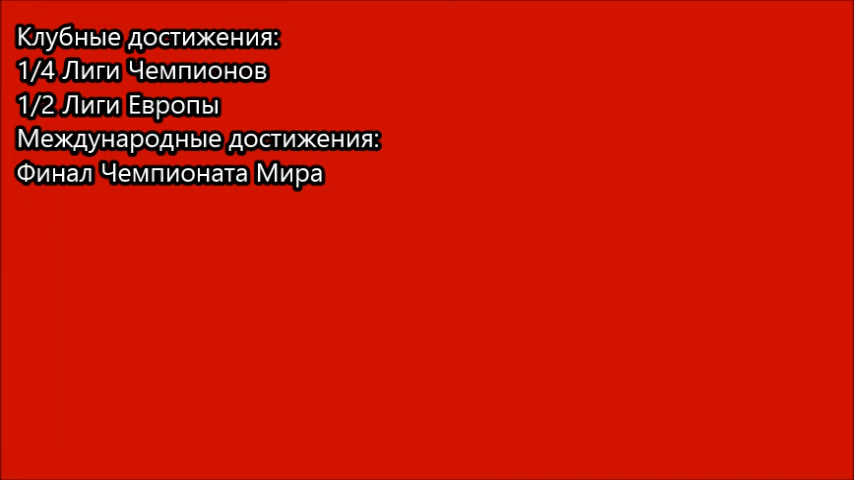 Клубные достижения:
1/4 Лиги Чемпионов
1/2 Лиги Европы
Международные достижения:
Финал Чемпионата Мира